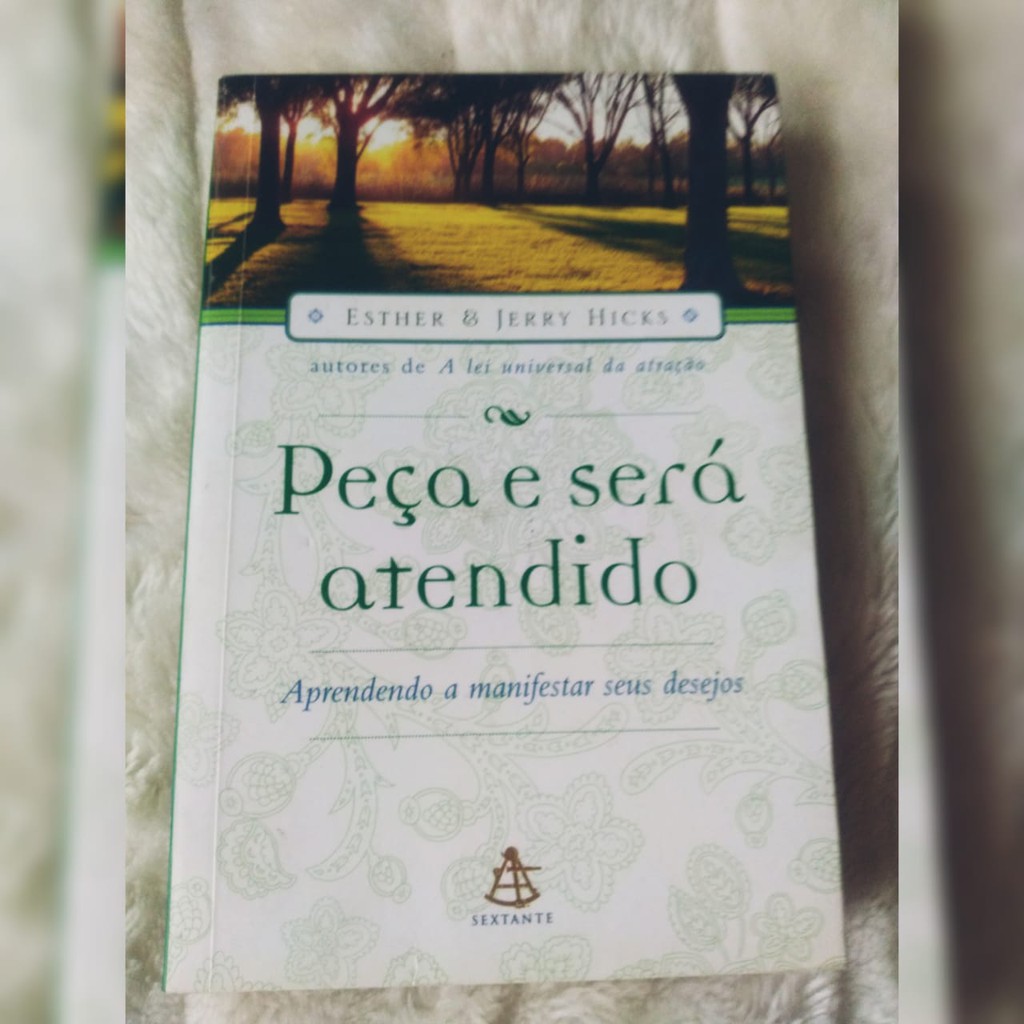 ESTHER & JERRY HICKS
autores de A lei universal da atração
Peça e será
atendido
Aprendendo a manifestar seus desejos
SEXTANTE